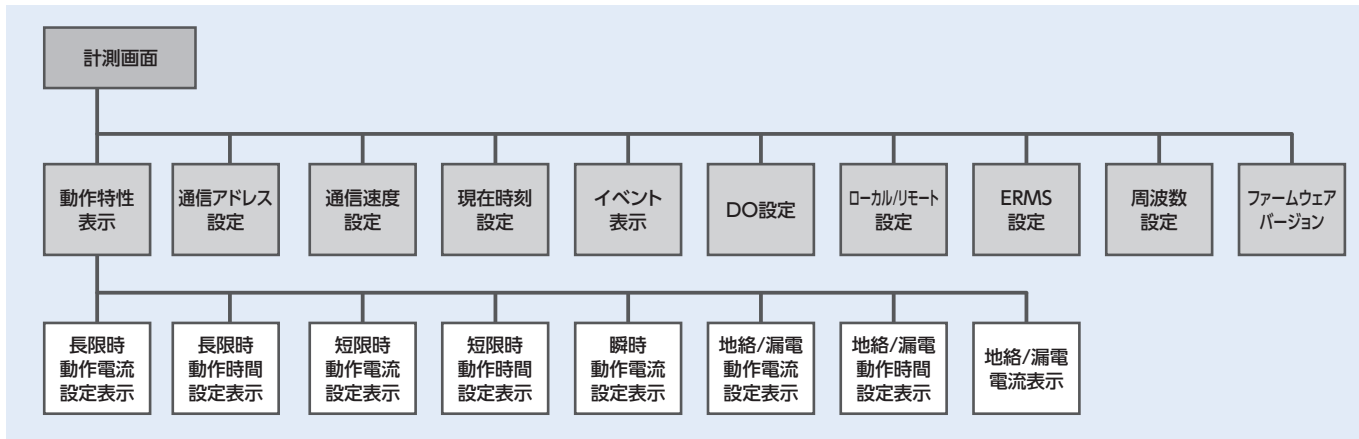 計測画面
動作特性
表示
通信アドレス
設定
通信速度
設定
現在時刻
設定
イベント
表示
DO設定
ローカル/リモート
設定
ERMS
設定
周波数
設定
ファームウェア
バージョン
長限時
動作電流
設定表示
長限時
動作時間
設定表示
短限時
動作電流
設定表示
短限時
動作時間
設定表示
瞬時
動作電流
設定表示
地絡/漏電
動作電流
設定表示
地絡/漏電
動作時間
設定表示
地絡/漏電
電流表示